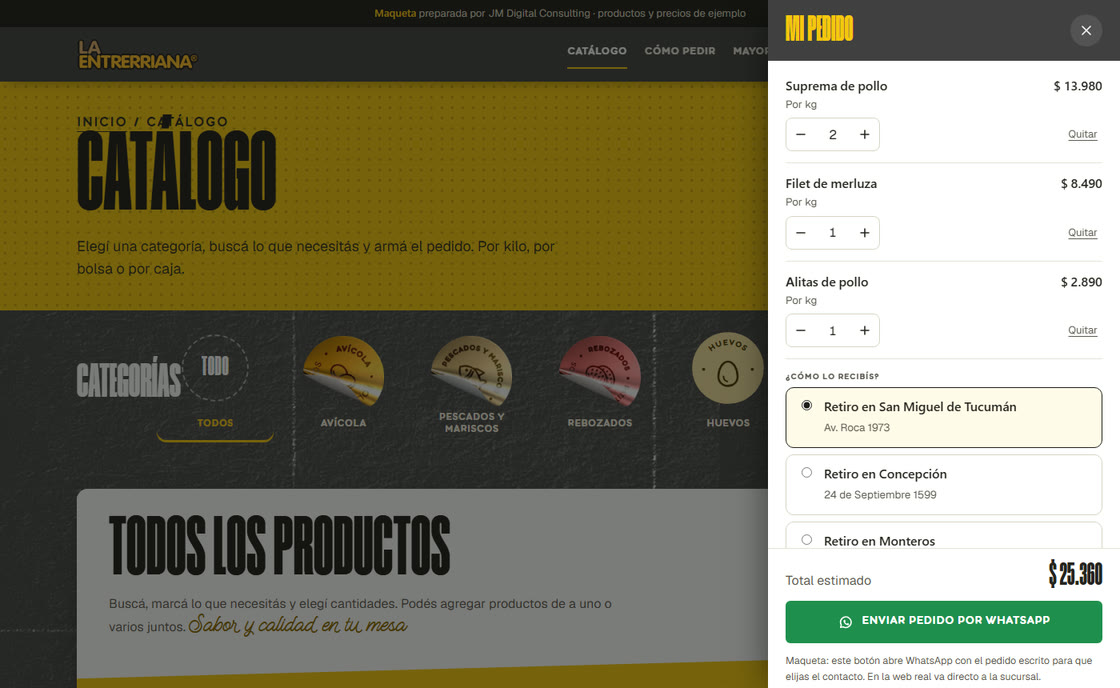 Maqueta preparada por JM Digital Consulting · productos y precios de ejemplo
LA
ENTRERRIANA®
CATÁLOGO CÓMO PEDIR
INICIO / CATÁLOGO
CATÁLOGO
Elegí una categoría, buscá lo que necesitás y armá el pedido. Por kilo, por
bolsa o por caja.
CATEGORÍAS
TODO
TODOS
AVÍCOLA
AVÍCOLA
PESCADOS Y MARISCO
PESCADOS Y
MARISCOS
REBOZADOS
REBOZADOS
HUEVOS
HUEVOS
TODOS LOS PRODUCTOS
Buscá, marcá lo que necesitás y elegí cantidades. Podés agregar productos de a uno o
varios juntos. Sabor y calidad en tu mesa
MI PEDIDO
Suprema de pollo $ 13.980
Por kg
− 2 + Quitar
Filet de merluza $ 8.490
Por kg
− 1 + Quitar
Alitas de pollo $ 2.890
Por kg
− 1 + Quitar
¿CÓMO LO RECIBÍS?
Retiro en San Miguel de Tucumán
Av. Roca 1973
Retiro en Concepción
24 de Septiembre 1599
Retiro en Monteros
Total estimado $ 25.360
ENVIAR PEDIDO POR WHATSAPP
Maqueta: este botón abre WhatsApp con el pedido escrito para que
elijas el contacto. En la web real va directo a la sucursal.